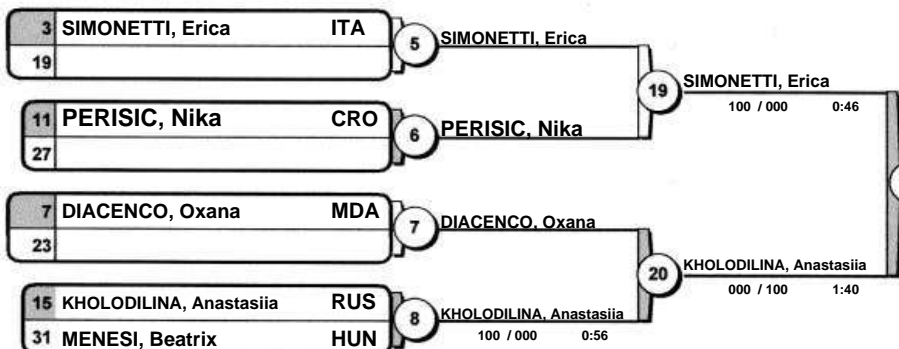 3 SIMONETTI, Erica ITA
19
5
SIMONETTI, Erica
11 PERISIC, Nika CRO
27
6
PERISIC, Nika
19
SIMONETTI, Erica
100 / 000 0:46
7 DIACENCO, Oxana MDA
23
7
DIACENCO, Oxana
15 KHOLODILINA, Anastasiia RUS
31 MENESI, Beatrix HUN
8
KHOLODILINA, Anastasiia
100 / 000 0:56
20
KHOLODILINA, Anastasiia
000 / 100 1:40